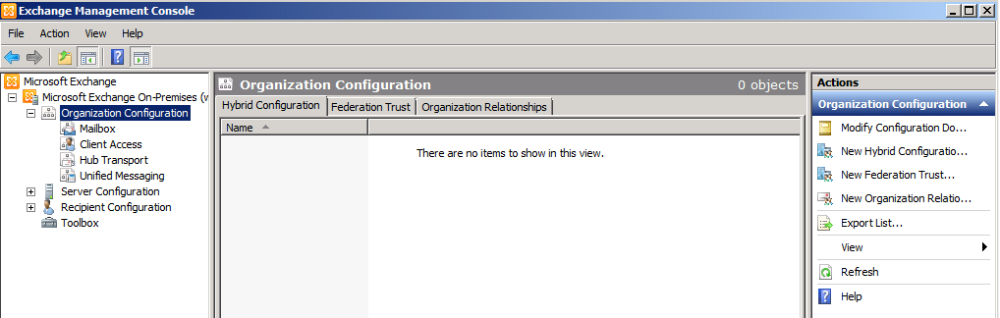 Exchange Management Console
File Action View Help
Microsoft Exchange
Microsoft Exchange On-Premises (w
Organization Configuration
Mailbox
Client Access
Hub Transport
Unified Messaging
Server Configuration
Recipient Configuration
Toolbox
Organization Configuration 0 objects
Hybrid Configuration Federation Trust Organization Relationships
Name
There are no items to show in this view.
Actions
Organization Configuration
Modify Configuration Do...
New Hybrid Configuratio...
New Federation Trust...
New Organization Relatio...
Export List...
View
Refresh
Help